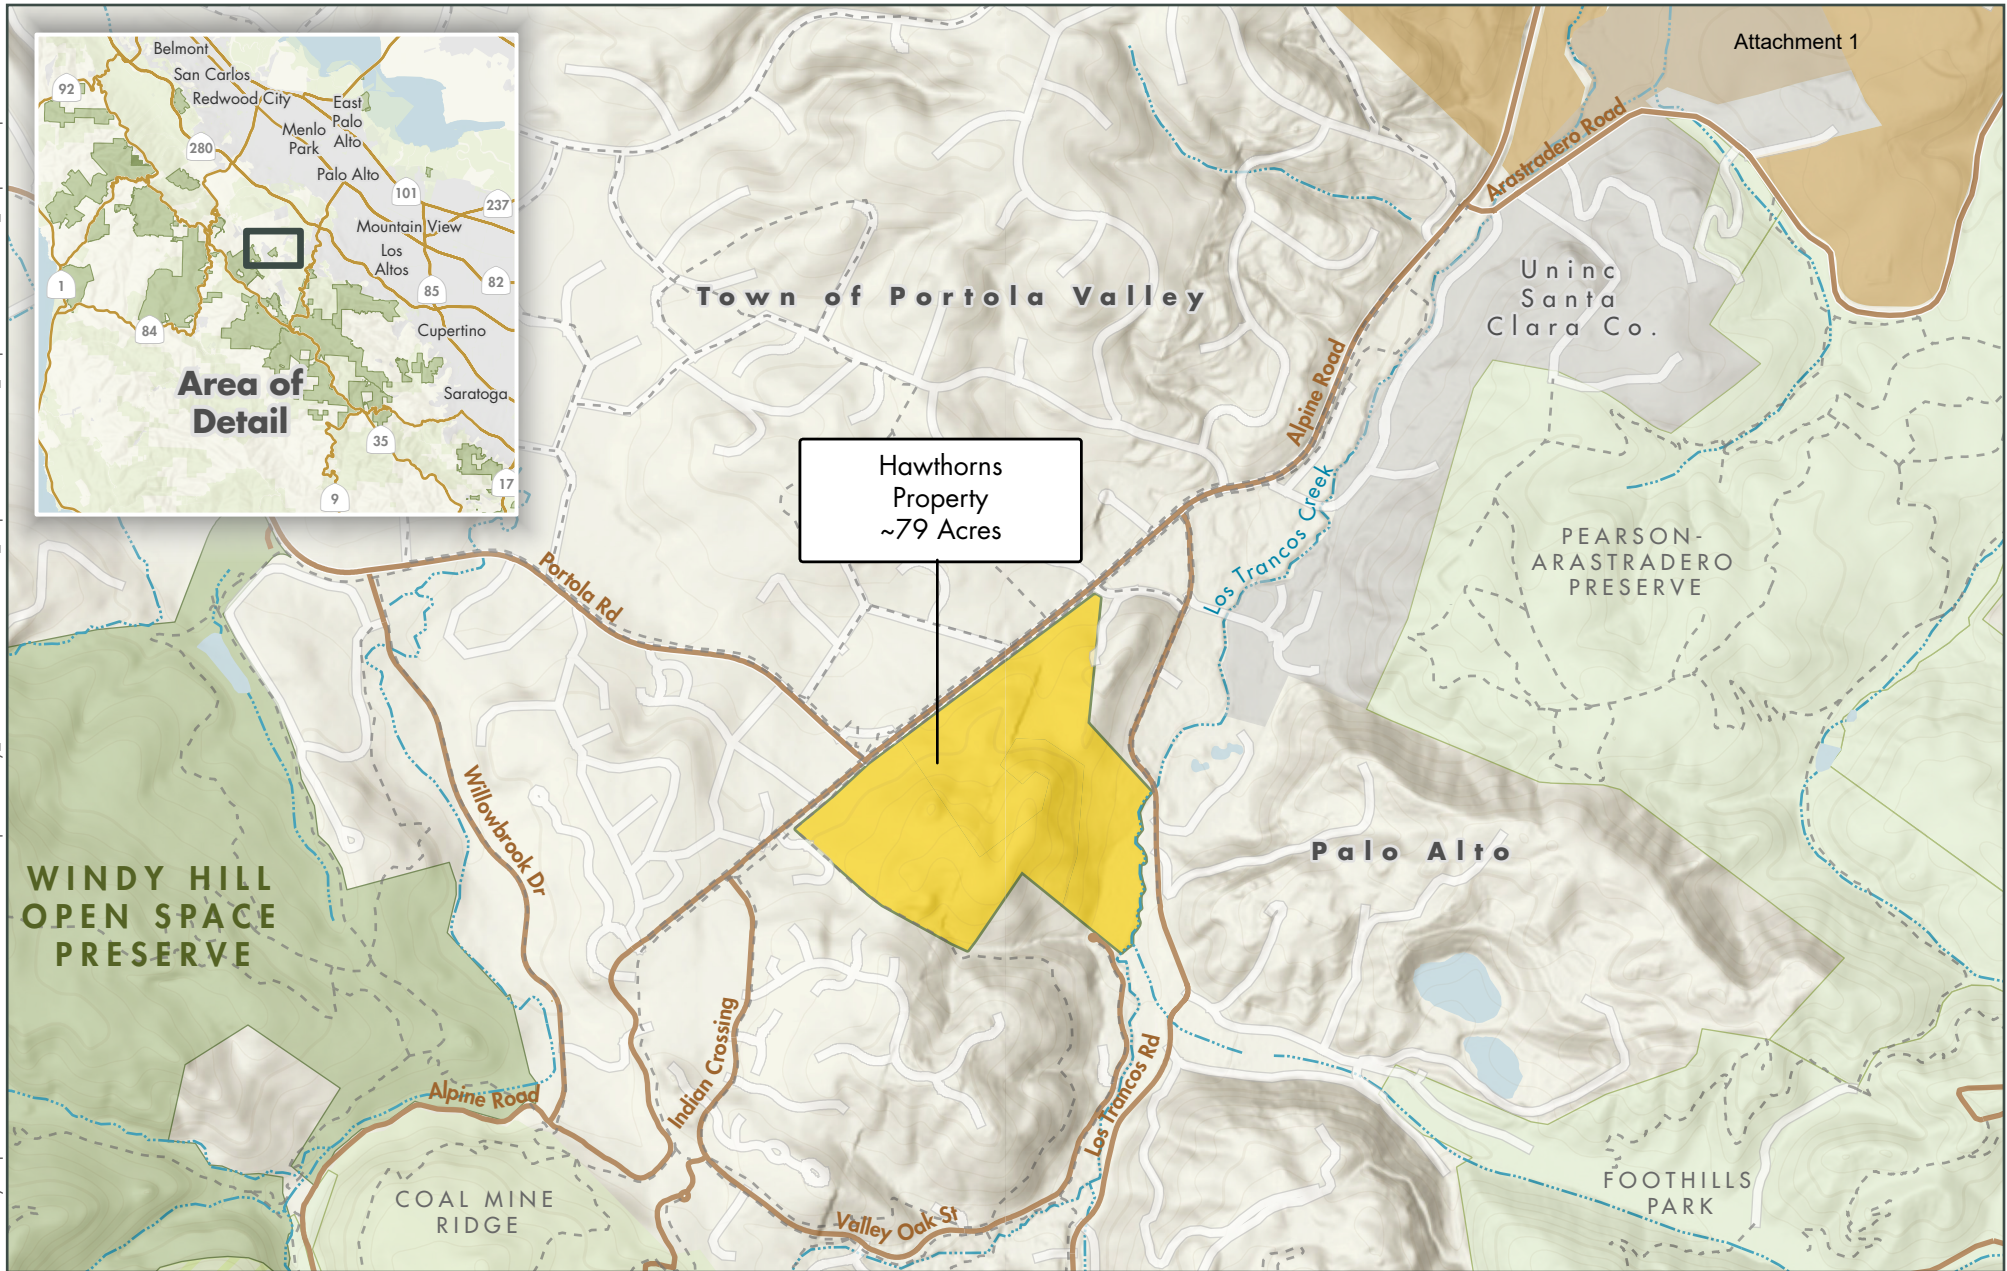 Attachment 1
Belmont
San Carlos
Redwood City
East
Palo
Alto
Menlo
Park
Palo Alto
Mountain View
Los
Altos
Cupertino
Saratoga
92
280
101
237
1
84
85
82
35
9
17
Area of
Detail
Town of Portola Valley
Arastradero Road
Uninc
Santa
Clara Co.
Alpine Road
Hawthorns
Property
~79 Acres
Los Trancos Creek
PEARSON-
ARASTRADERO
PRESERVE
Portola Rd
Willowbrook Dr
WINDY HILL
OPEN SPACE
PRESERVE
Palo Alto
Indian Crossing
Los Trancos Rd
Alpine Road
COAL MINE
RIDGE
Valley Oak St
FOOTHILLS
PARK